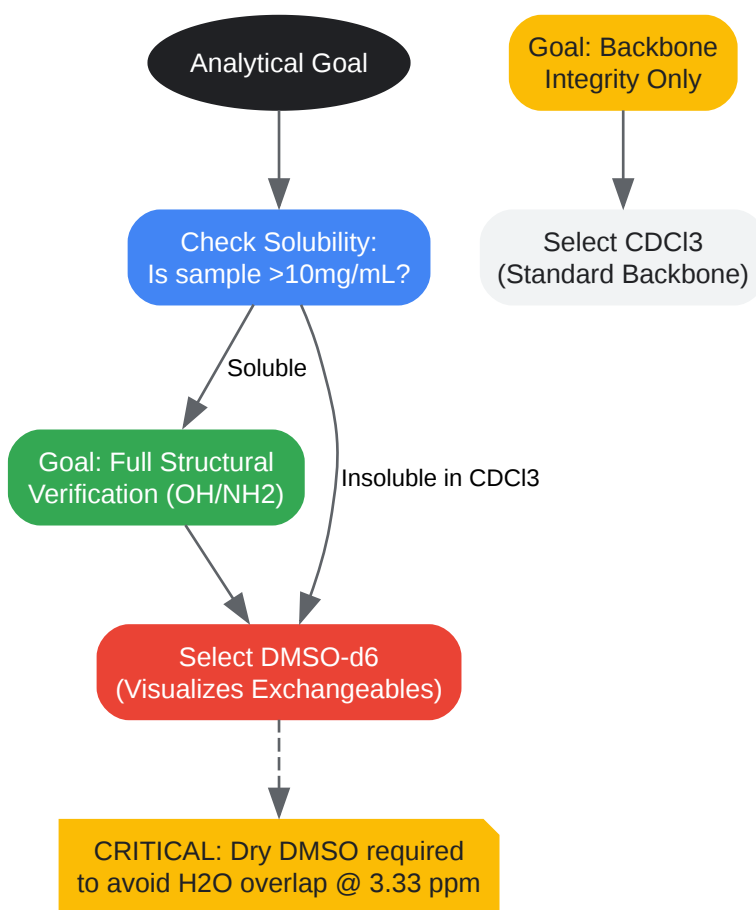 Analytical Goal
Goal: Backbone
Integrity Only
Check Solubility:
Is sample >10mg/mL?
Select CDCl3
(Standard Backbone)
Soluble
Goal: Full Structural
Verification (OH/NH2)
Insoluble in CDCl3
Select DMSO-d6
(Visualizes Exchangeables)
CRITICAL: Dry DMSO required
to avoid H2O overlap @ 3.33 ppm